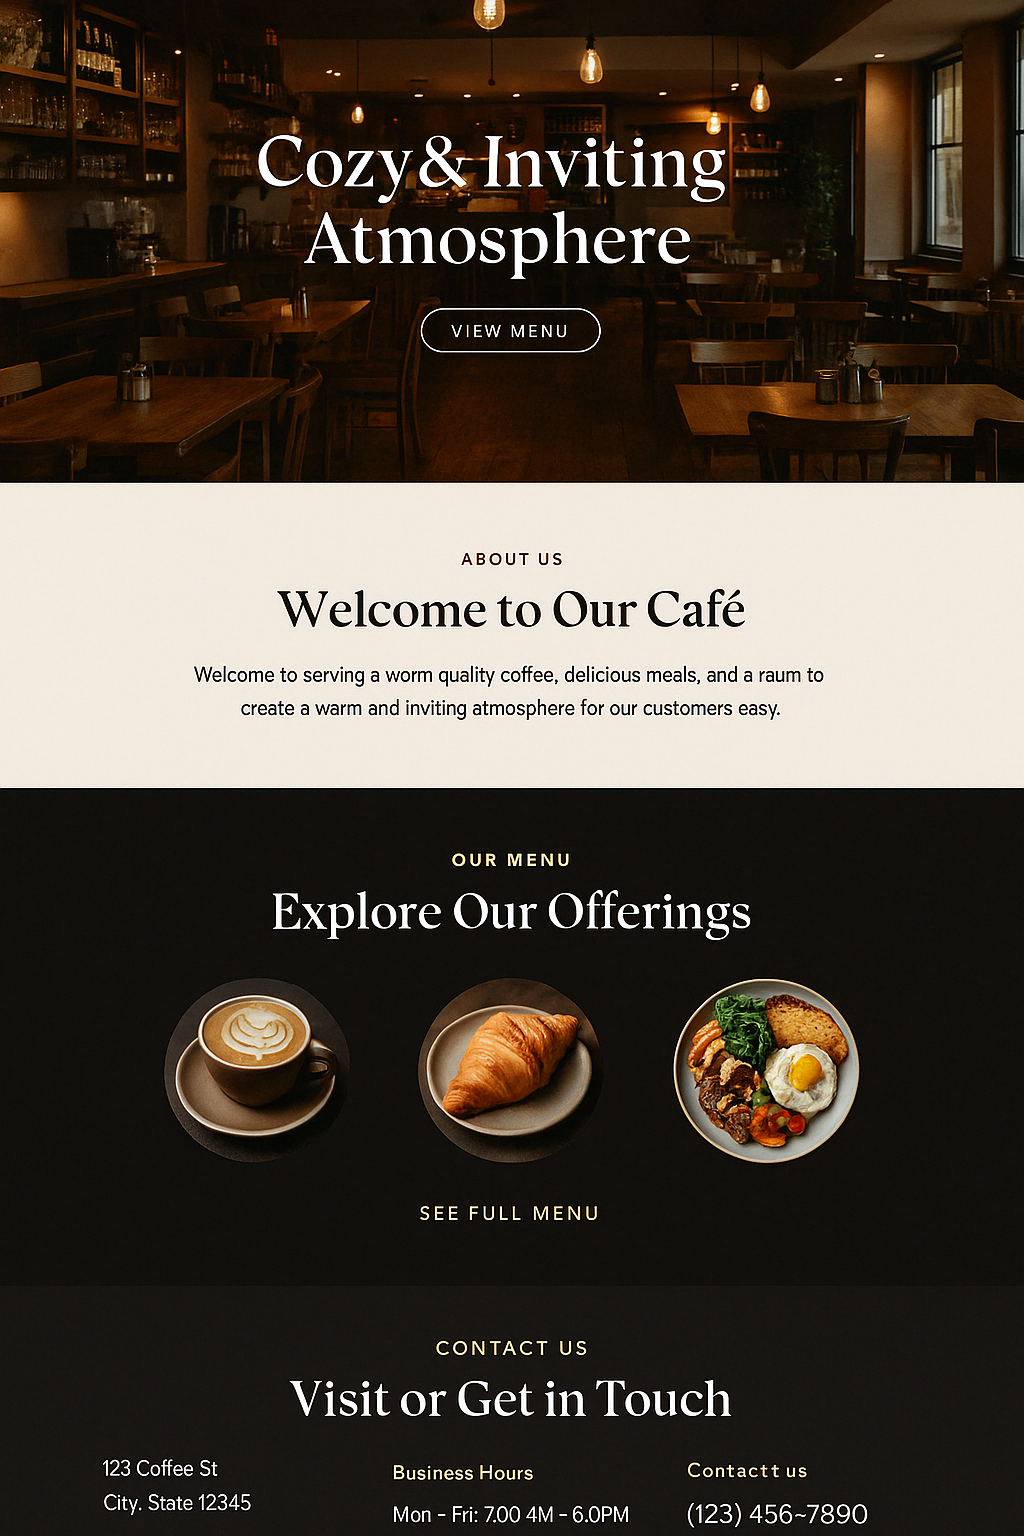 Cozy & Inviting
Atmosphere
VIEW MENU
ABOUT US
Welcome to Our Café
Welcome to serving a worm quality coffee, delicious meals, and a raum to
create a warm and inviting atmosphere for our customers easy.
OUR MENU
Explore Our Offerings
SEE FULL MENU
CONTACT US
Visit or Get in Touch
123 Coffee St
City. State 12345
Business Hours
Mon - Fri: 7.00 4M - 6.0PM
Contactt us
(123) 456~7890